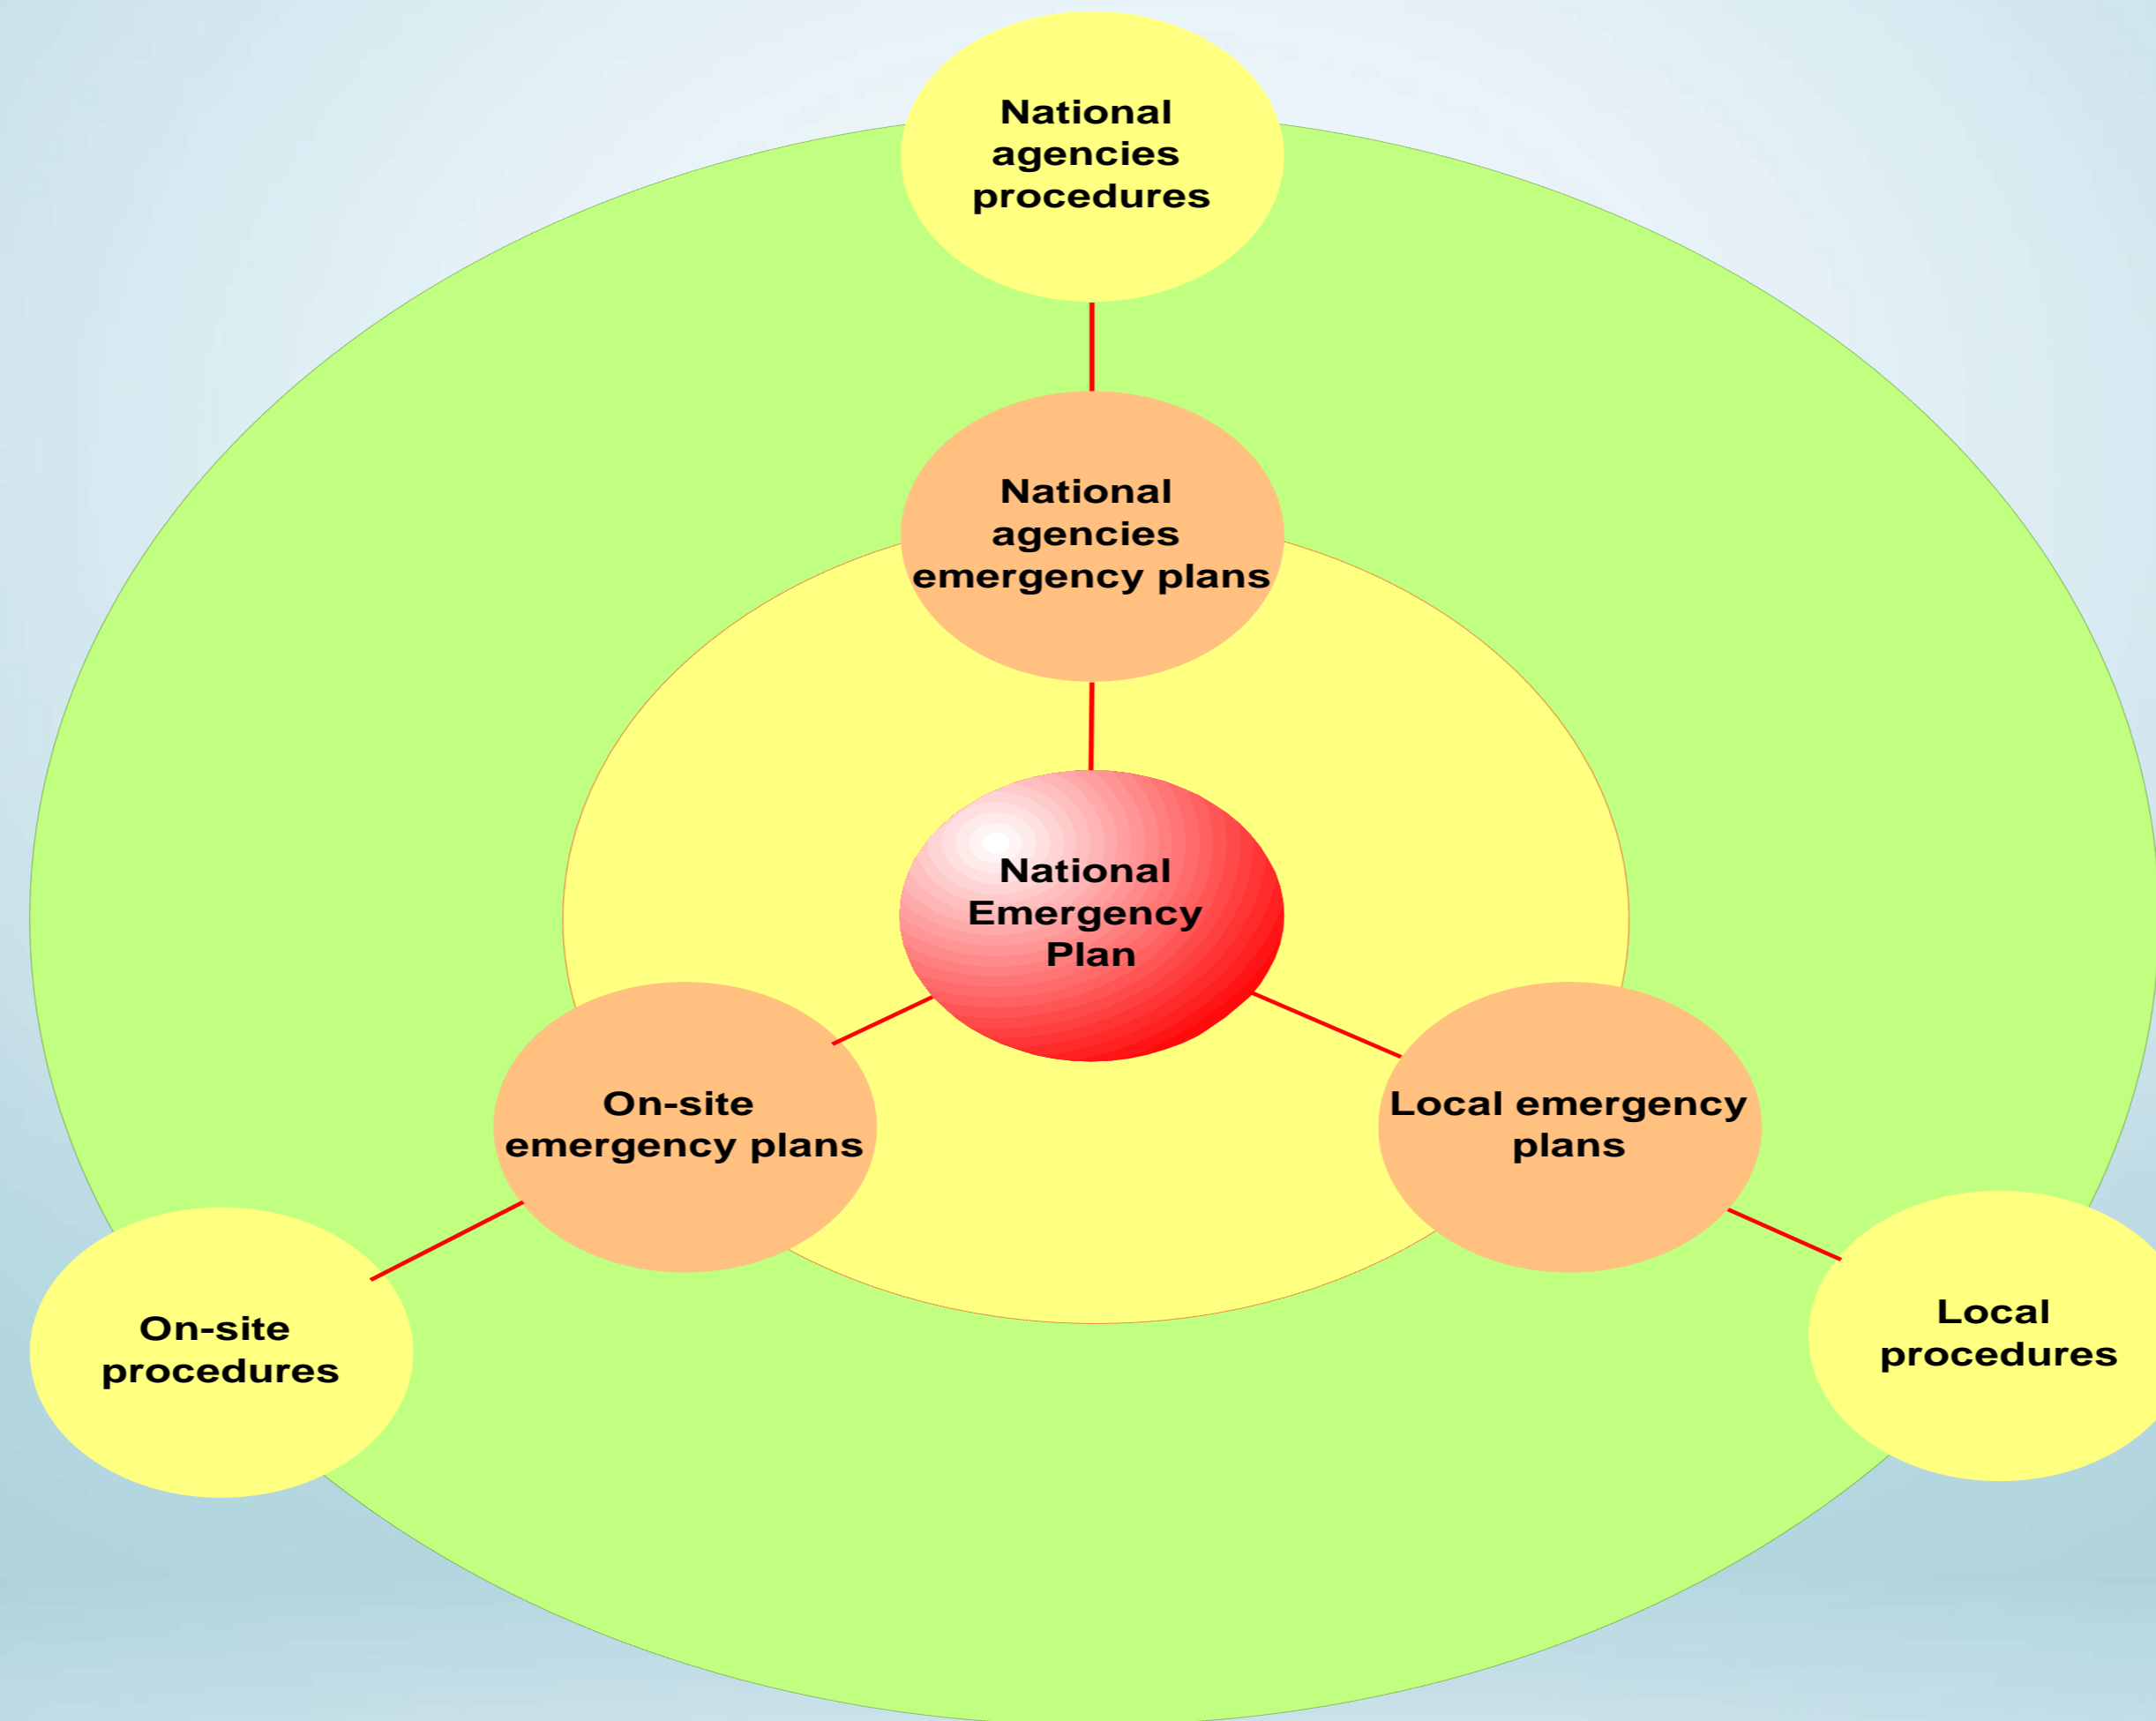 National
agencies
procedures
National
agencies
emergency plans
National
Emergency
Plan
On-site
emergency plans
Local emergency
plans
On-site
procedures
Local
procedures